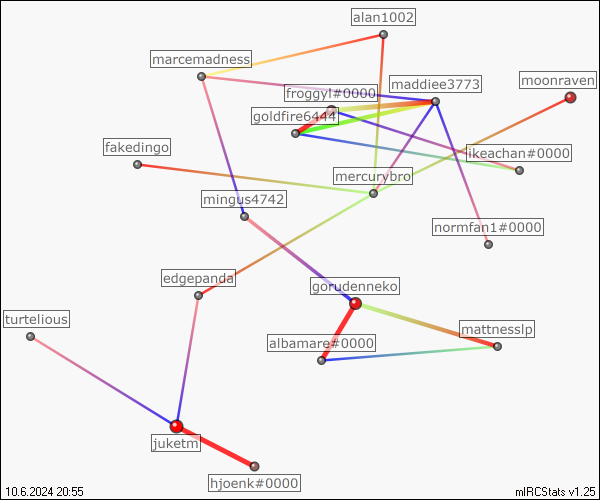 alan1002
marcemadness
moonraven
maddiee3773
froggyl#0000
goldfire6444
fakedingo
ikeachan#0000
mercurybro
mingus4742
normfan1#0000
edgepanda
gorudenneko
turtelious
mattnesslp
albamare#0000
juketm
hjoenk#0000
10.6.2024 20:55
mIRCStats v1.25